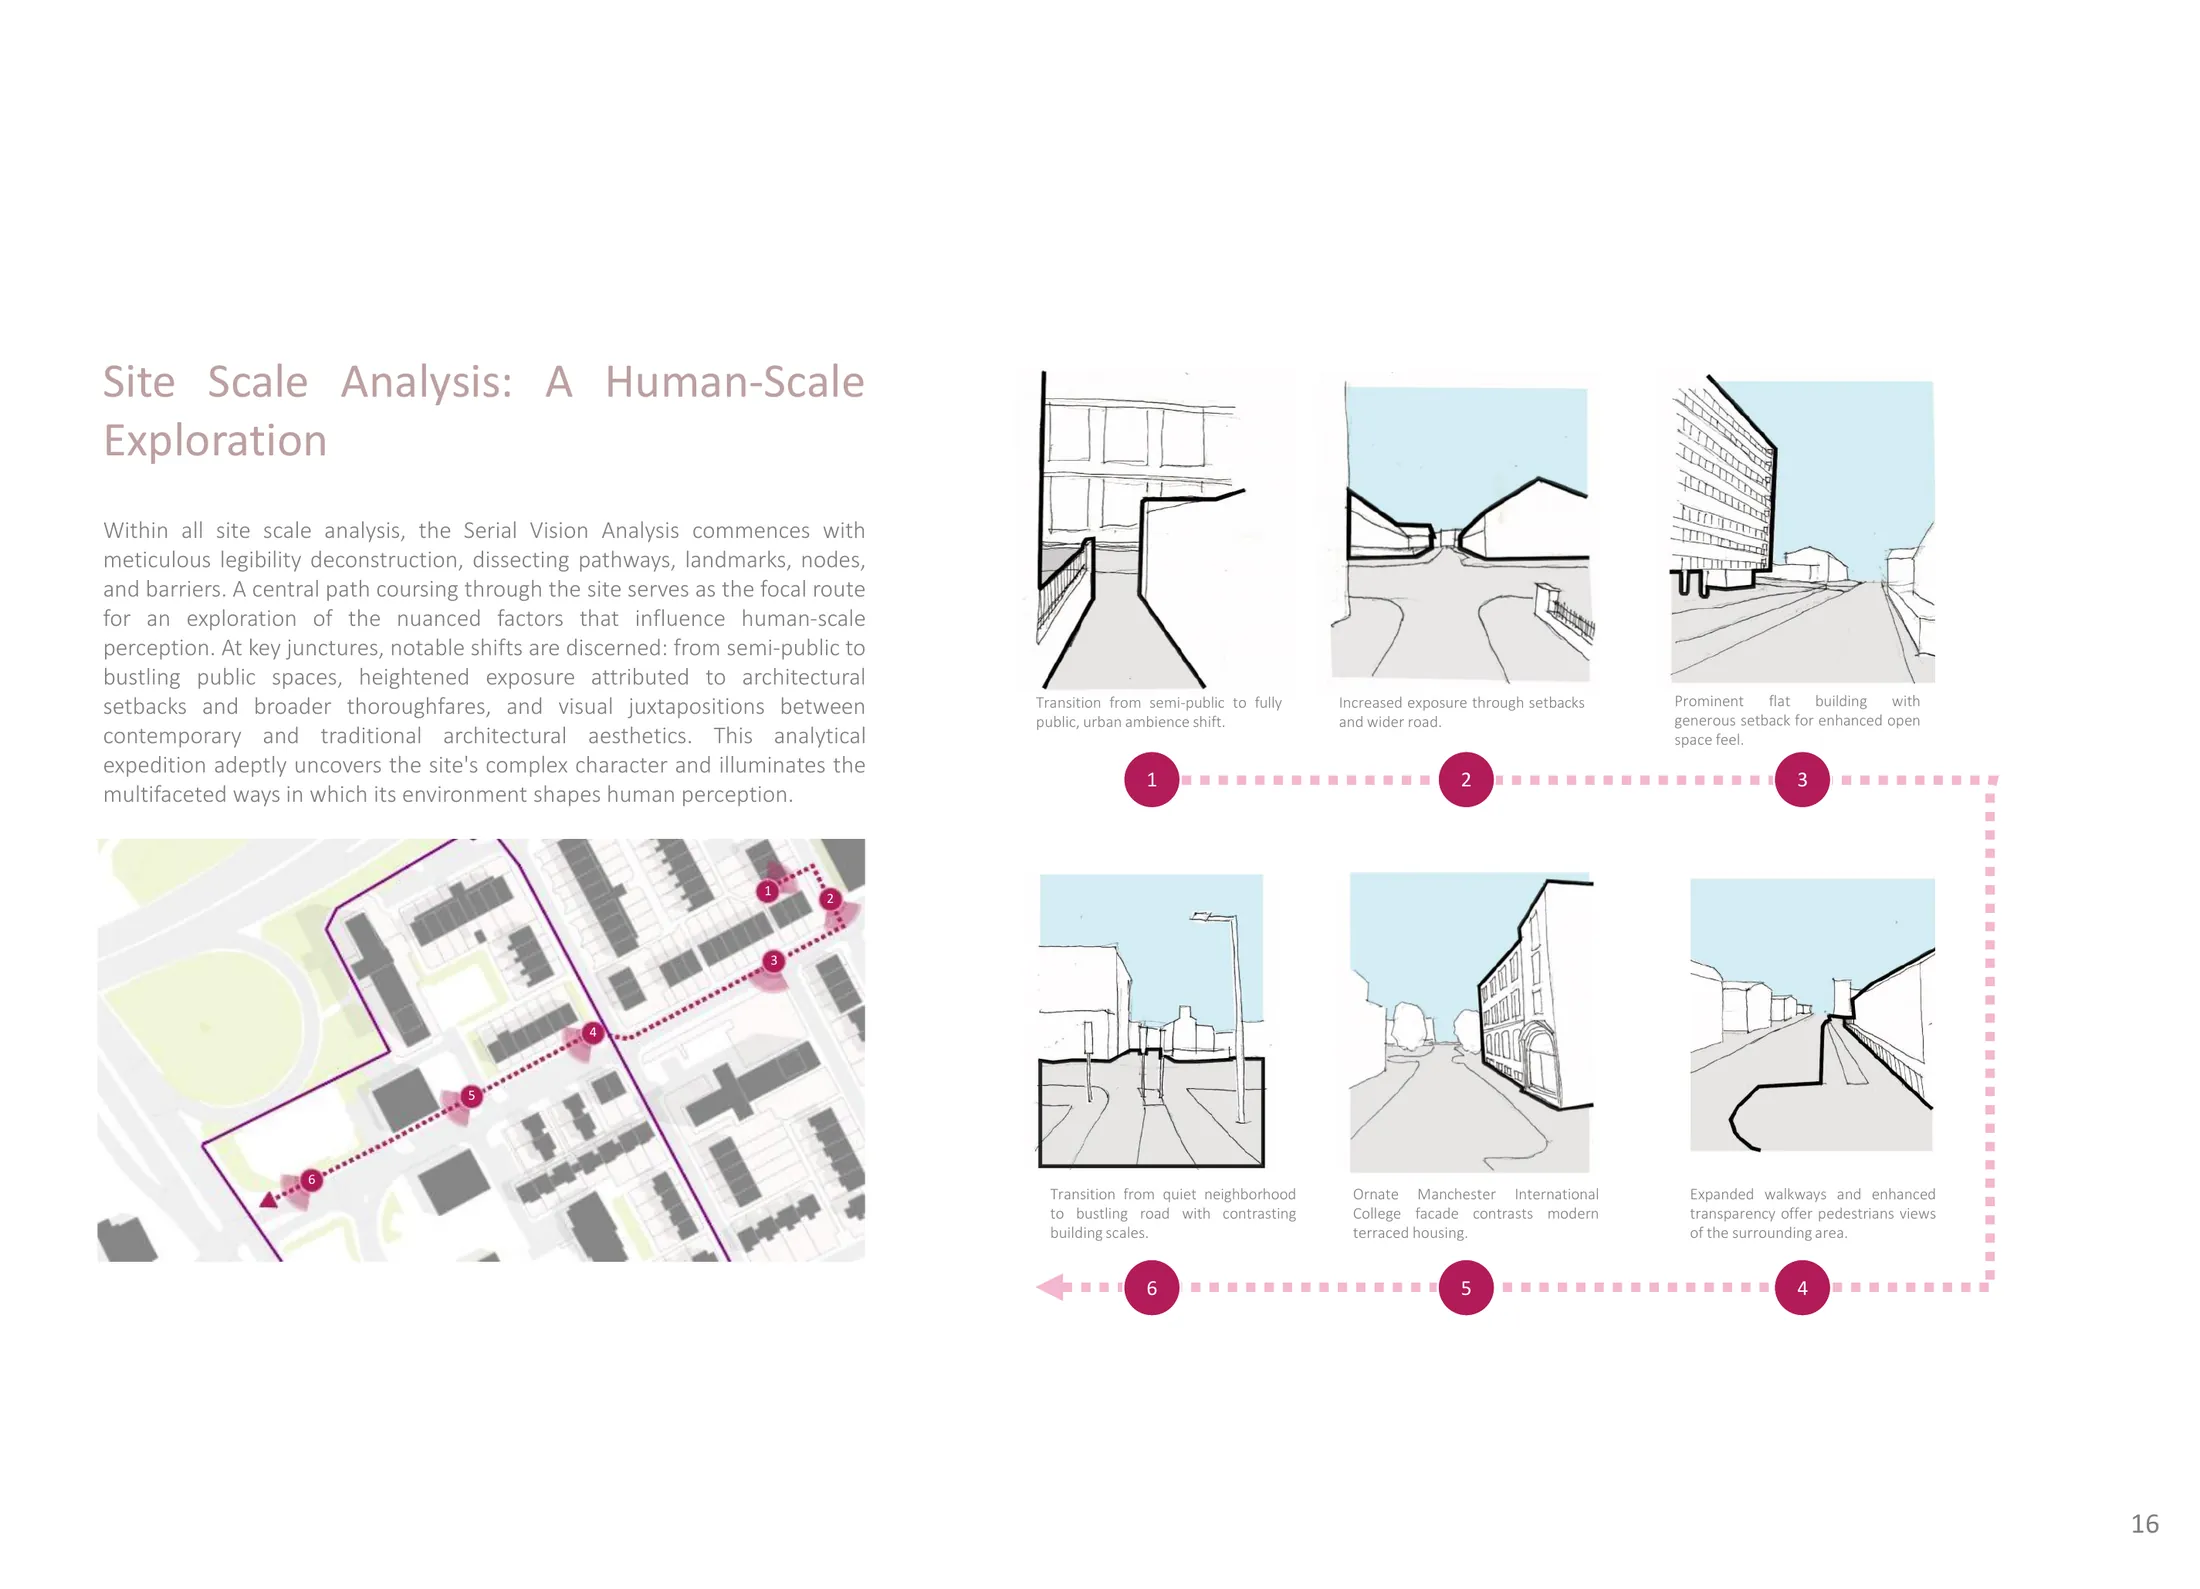 Site Scale Analysis: A Human-Scale
Exploration
Within all site scale analysis, the Serial Vision Analysis commences with
meticulous legibility deconstruction, dissecting pathways, landmarks, nodes,
and barriers. A central path coursing through the site serves as the focal route
for an exploration of the nuanced factors that influence human-scale
perception. At key junctures, notable shifts are discerned: from semi-public to
bustling public spaces, heightened exposure attributed to architectural
setbacks and broader thoroughfares, and visual juxtapositions between
contemporary and traditional architectural aesthetics. This analytical
expedition adeptly uncovers the site's complex character and illuminates the
multifaceted ways in which its environment shapes human perception.
1
2
3
4
5
6
Transition from semi-public to fully
public, urban ambience shift.
Increased exposure through setbacks
and wider road.
Prominent flat building with
generous setback for enhanced open
space feel.
1
2
3
Transition from quiet neighborhood
to bustling road with contrasting
building scales.
Ornate Manchester International
College facade contrasts modern
terraced housing.
Expanded walkways and enhanced
transparency offer pedestrians views
of the surrounding area.
6
5
4
16